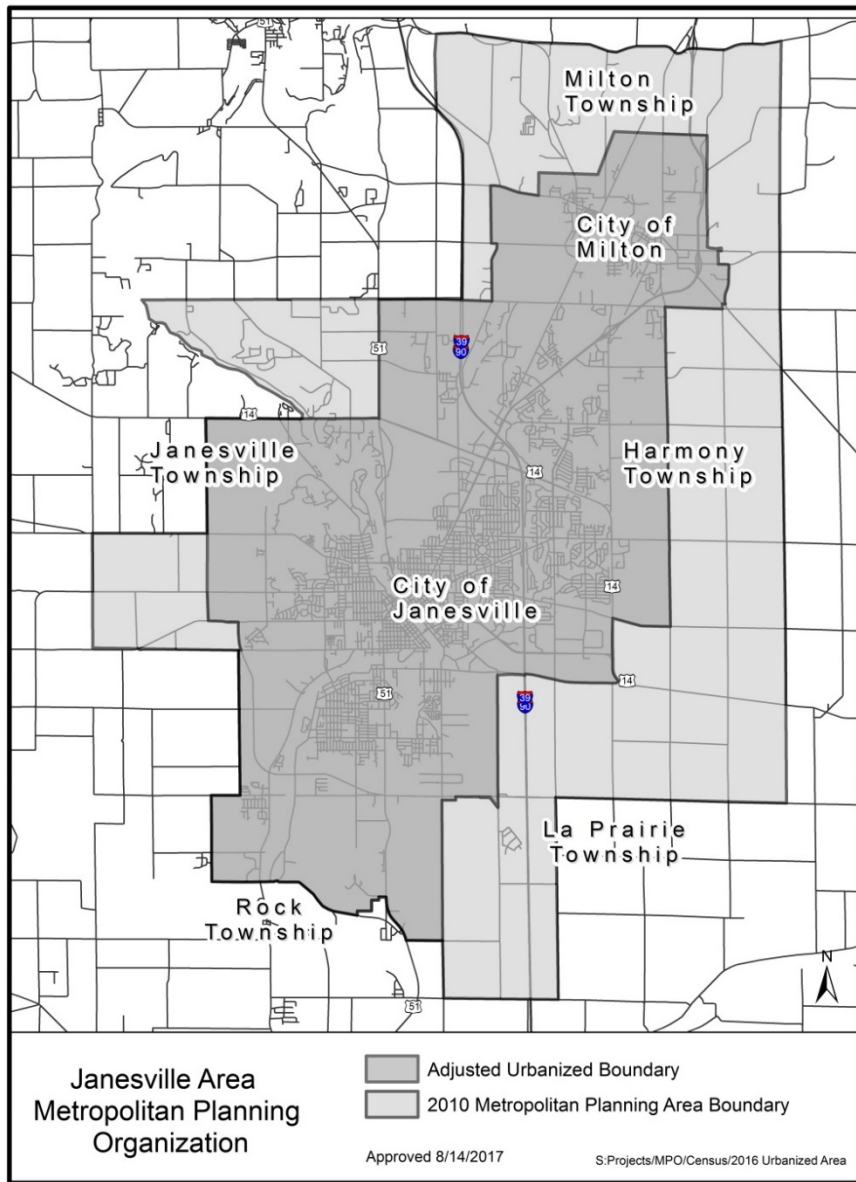 51
Milton
Township
City of
Milton
51
39
90
14
Janesville
Township
Harmony
Township
14
City of
Janesville
14
51
39
90
14
La Prairie
Township
Rock
Township
N
51
Janesville Area
Metropolitan Planning
Organization
Adjusted Urbanized Boundary
2010 Metropolitan Planning Area Boundary
Approved 8/14/2017
S:Projects/MPO/Census/2016 Urbanized Area